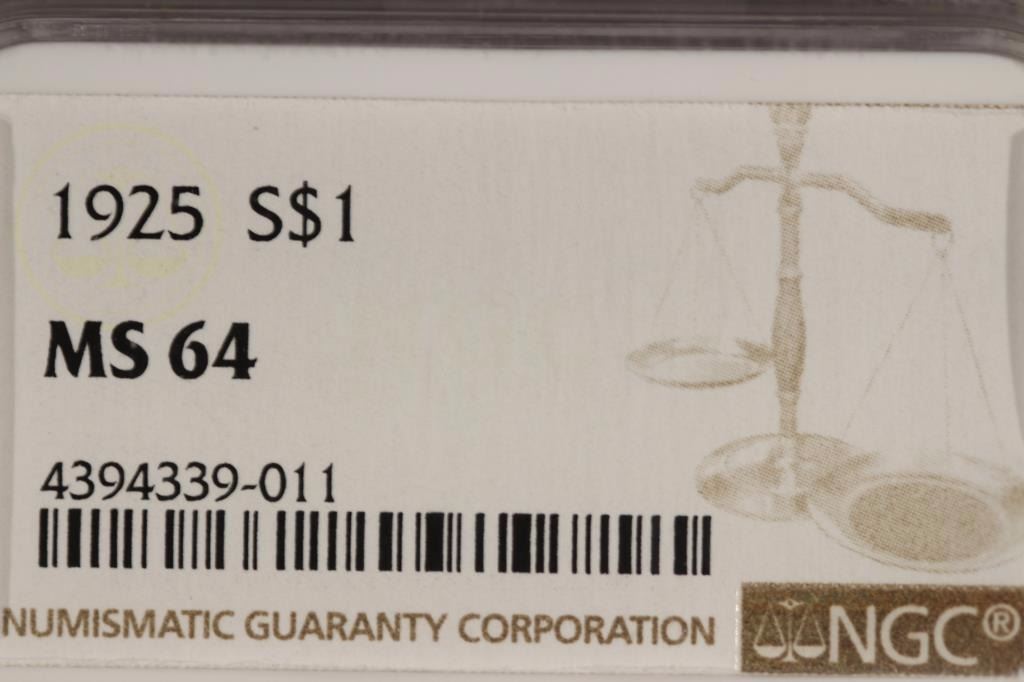 1925 S$1
MS 64
4394339-011
NUMISMATIC GUARANTY CORPORATION
NGC®